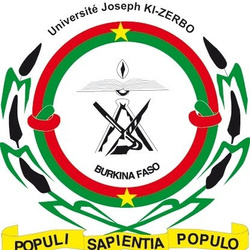 Université Joseph KI-ZERBO
BURKINA FASO
POPULI SAPIENTIA POPULO